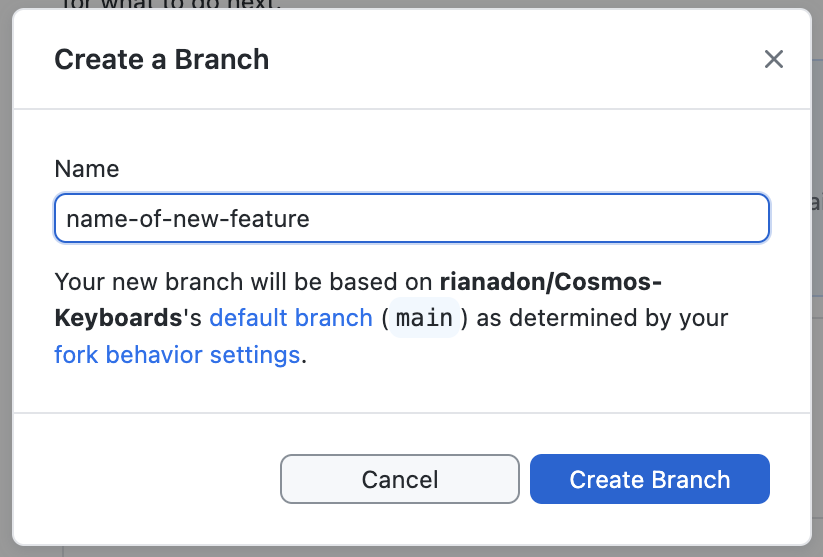 for what to do next.
Create a Branch
Name
name-of-new-feature
Your new branch will be based on rianadon/Cosmos-
Keyboards's default branch (main) as determined by your
fork behavior settings.
Cancel
Create Branch